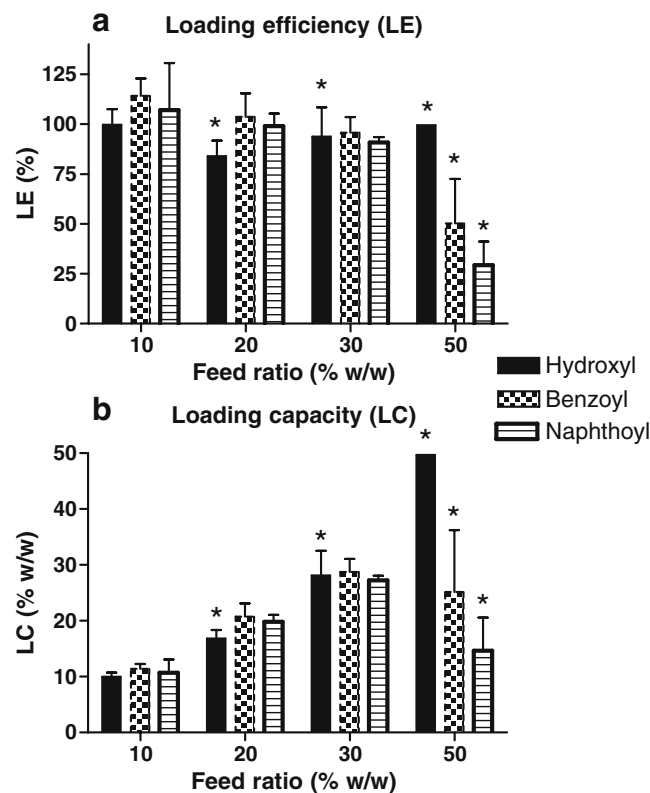 a Loading efficiency (LE)
LE (%)
125
100
75
50
25
0
* * * * *
10 20 30 50
Feed ratio (% w/w)
Hydroxyl
Benzoyl
Naphthoyl
b Loading capacity (LC)
LC (% w/w)
50
40
30
20
10
0
* * * * *
10 20 30 50
Feed ratio (% w/w)